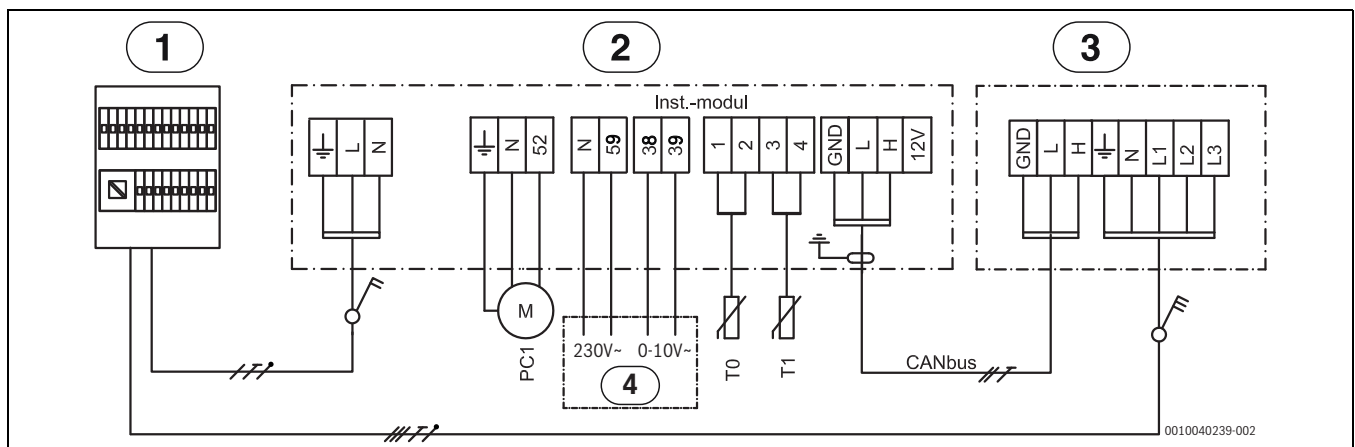 1
2
3
Inst.-modul
L N
N 52
N 59
38 39
1 2 3 4
GND L H 12V
GND L H
N L1 L2 L3
M
PC1
230V~ 0-10V~
4
T0
T1
CANbus
0010040239-002